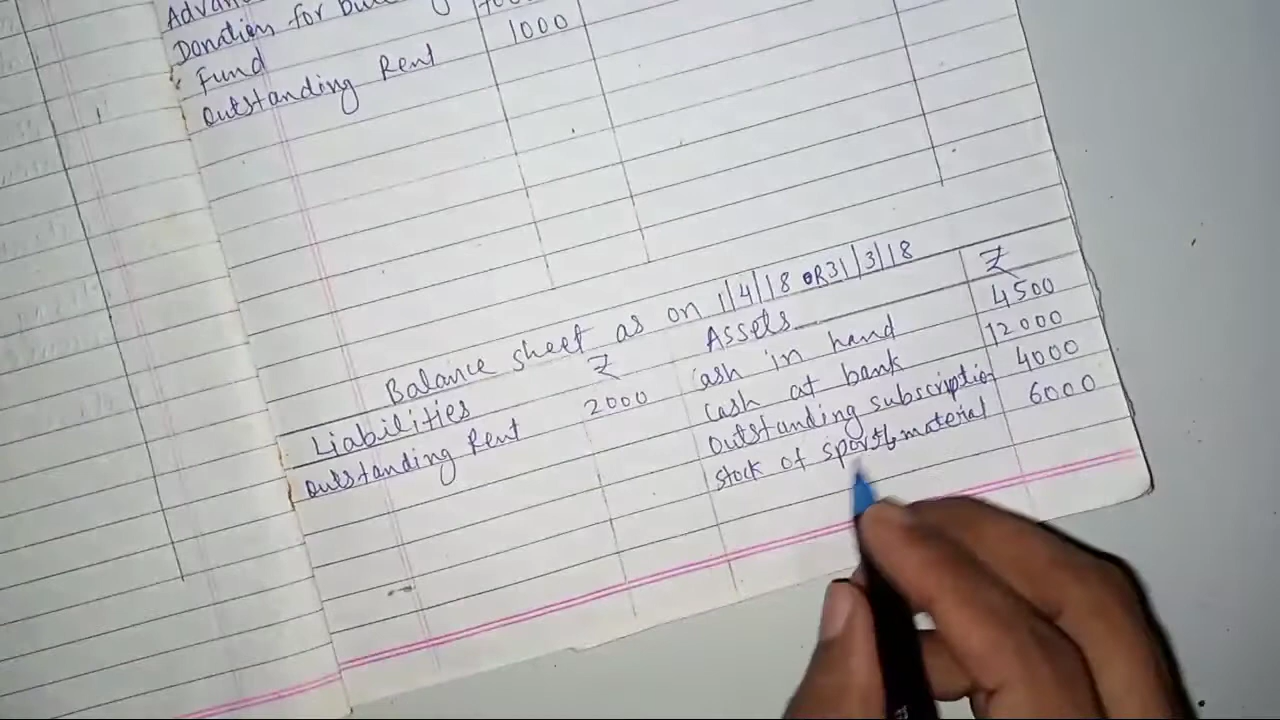 Donation for
Fund
1000
Outstanding Rent
Balance sheet as on 1/4/18 OR 31/3/18
Liabilities ₹ Assets ₹
Outstanding Rent 2000 Cash in hand 4500
Cash at bank 12000
Outstanding subscription 4000
Stock of sports material 6000